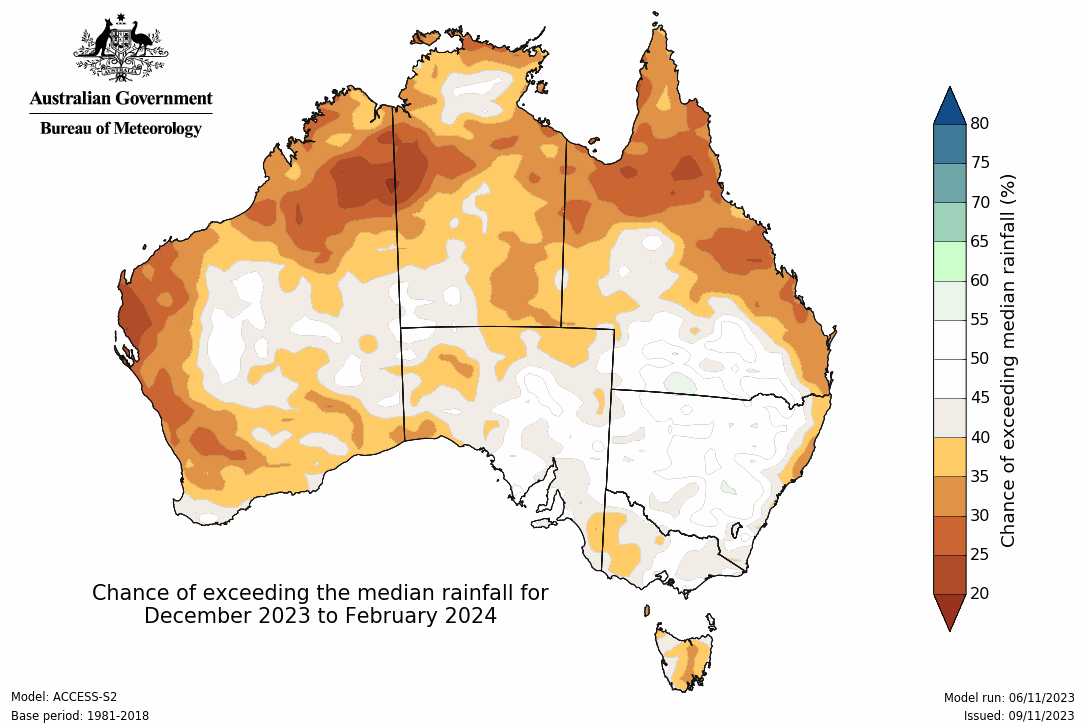 Australian Government
Bureau of Meteorology
80
75
70
65
60
55
50
45
40
35
30
25
20
Chance of exceeding median rainfall (%)
Chance of exceeding the median rainfall for
December 2023 to February 2024
Model: ACCESS-S2
Base period: 1981-2018
Model run: 06/11/2023
Issued: 09/11/2023